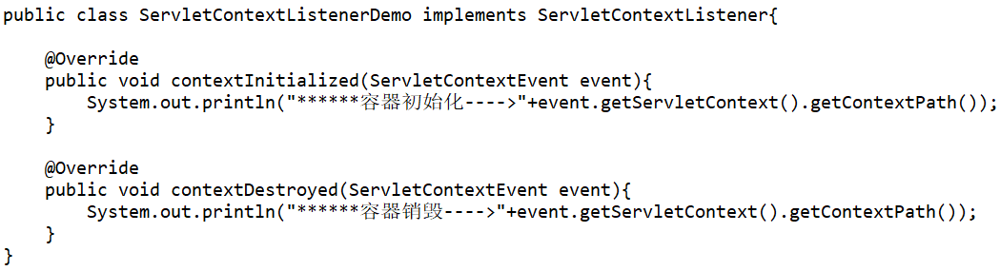 public class ServletContextListenerDemo implements ServletContextListener{
@Override
public void contextInitialized(ServletContextEvent event){
System.out.println("******容器初始化---->"+event.getServletContext().getContextPath());
}
@Override
public void contextDestroyed(ServletContextEvent event){
System.out.println("******容器销毁---->"+event.getServletContext().getContextPath());
}
}